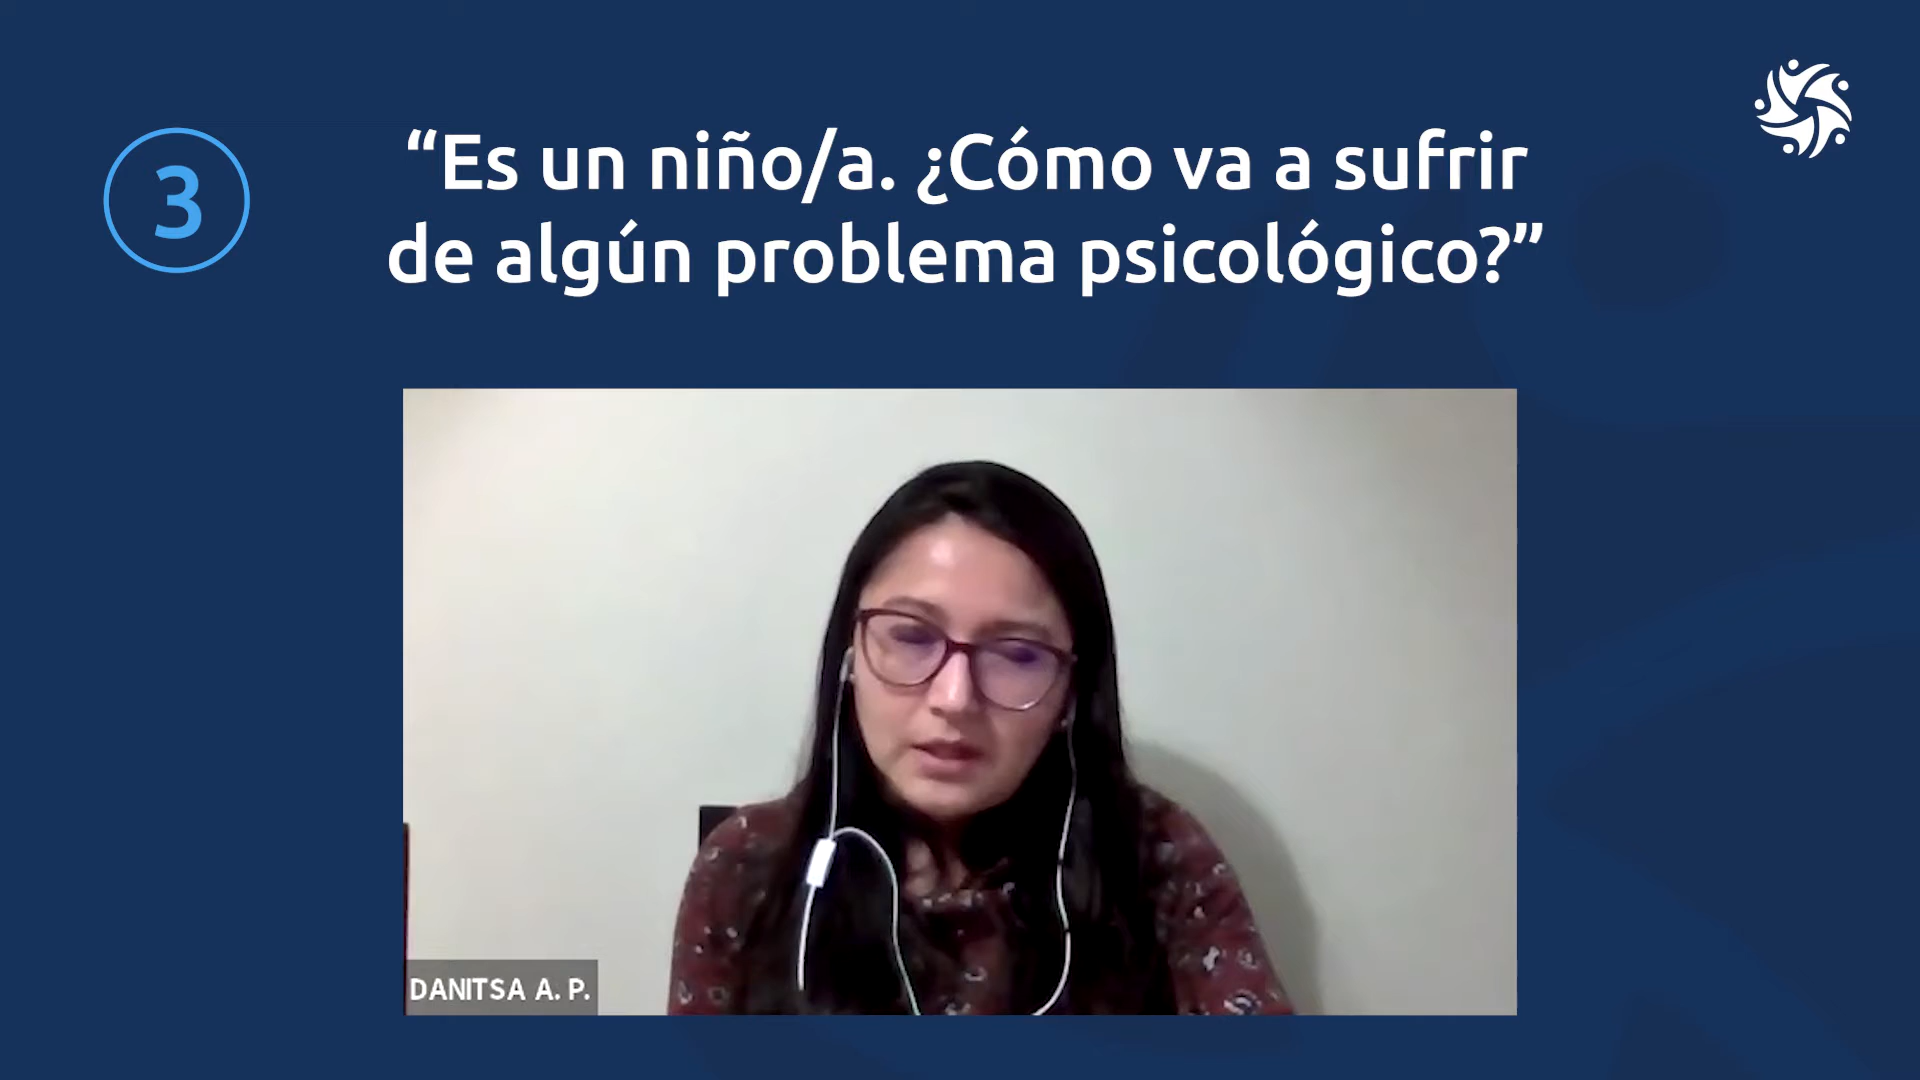 3
“Es un niño/a. ¿Cómo va a sufrir
de algún problema psicológico?”
DANITSA A. P.